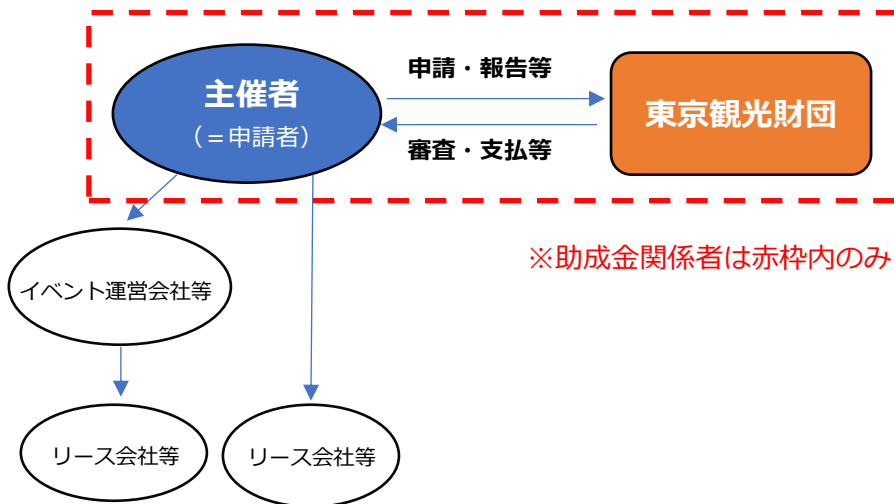 申請・報告等
主催者
(=申請者)
東京観光財団
審査・支払等
※助成金関係者は赤枠内のみ
イベント運営会社等
リース会社等
リース会社等